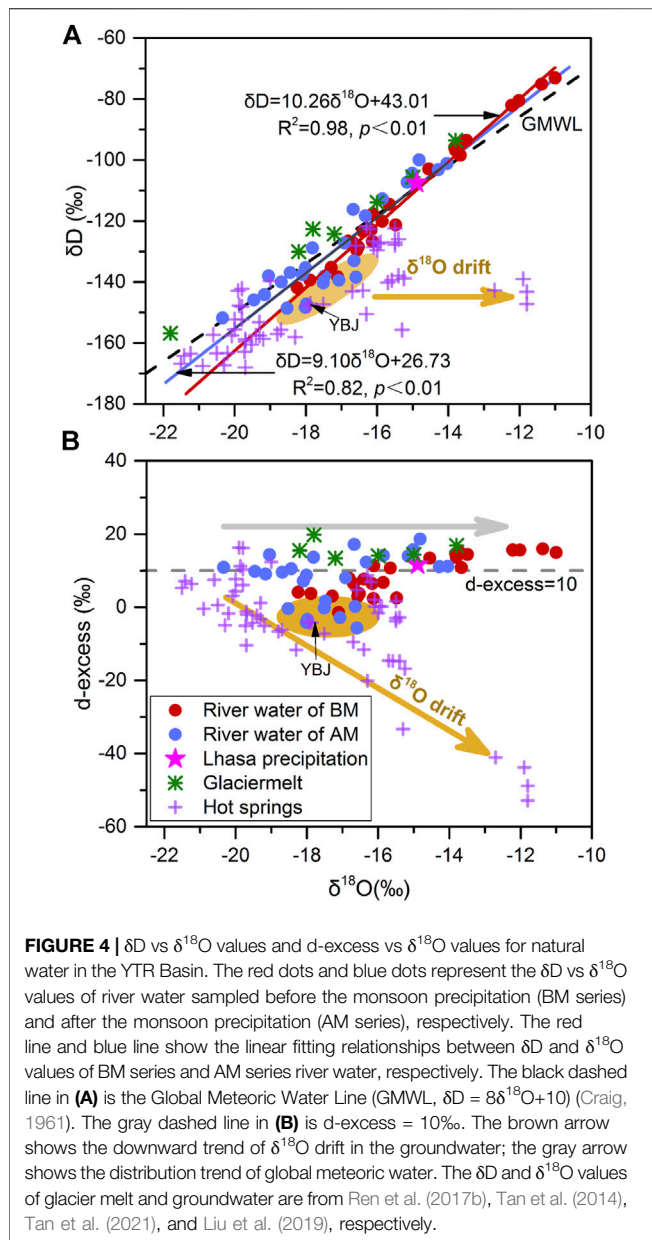 A
-60
-80
-100
-120
-140
-160
-180
δD (‰)
δD=10.26δ¹⁸O+43.01
R²=0.98, p<0.01
GMWL
δ¹⁸O drift
YBJ
δD=9.10δ¹⁸O+26.73
R²=0.82, p<0.01
-22 -20 -18 -16 -14 -12 -10
B
40
20
0
-20
-40
-60
d-excess (‰)
d-excess=10
YBJ
δ¹⁸O drift
River water of BM
River water of AM
Lhasa precipitation
Glaciermelt
Hot springs
-22 -20 -18 -16 -14 -12 -10
δ¹⁸O(‰)
FIGURE 4 | δD vs δ¹⁸O values and d-excess vs δ¹⁸O values for natural
water in the YTR Basin. The red dots and blue dots represent the δD vs δ¹⁸O
values of river water sampled before the monsoon precipitation (BM series)
and after the monsoon precipitation (AM series), respectively. The red
line and blue line show the linear fitting relationships between δD and δ¹⁸O
values of BM series and AM series river water, respectively. The black dashed
line in (A) is the Global Meteoric Water Line (GMWL, δD = 8δ¹⁸O+10) (Craig,
1961). The gray dashed line in (B) is d-excess = 10‰. The brown arrow
shows the downward trend of δ¹⁸O drift in the groundwater; the gray arrow
shows the distribution trend of global meteoric water. The δD and δ¹⁸O values
of glacier melt and groundwater are from Ren et al. (2017b), Tan et al. (2014),
Tan et al. (2021), and Liu et al. (2019), respectively.